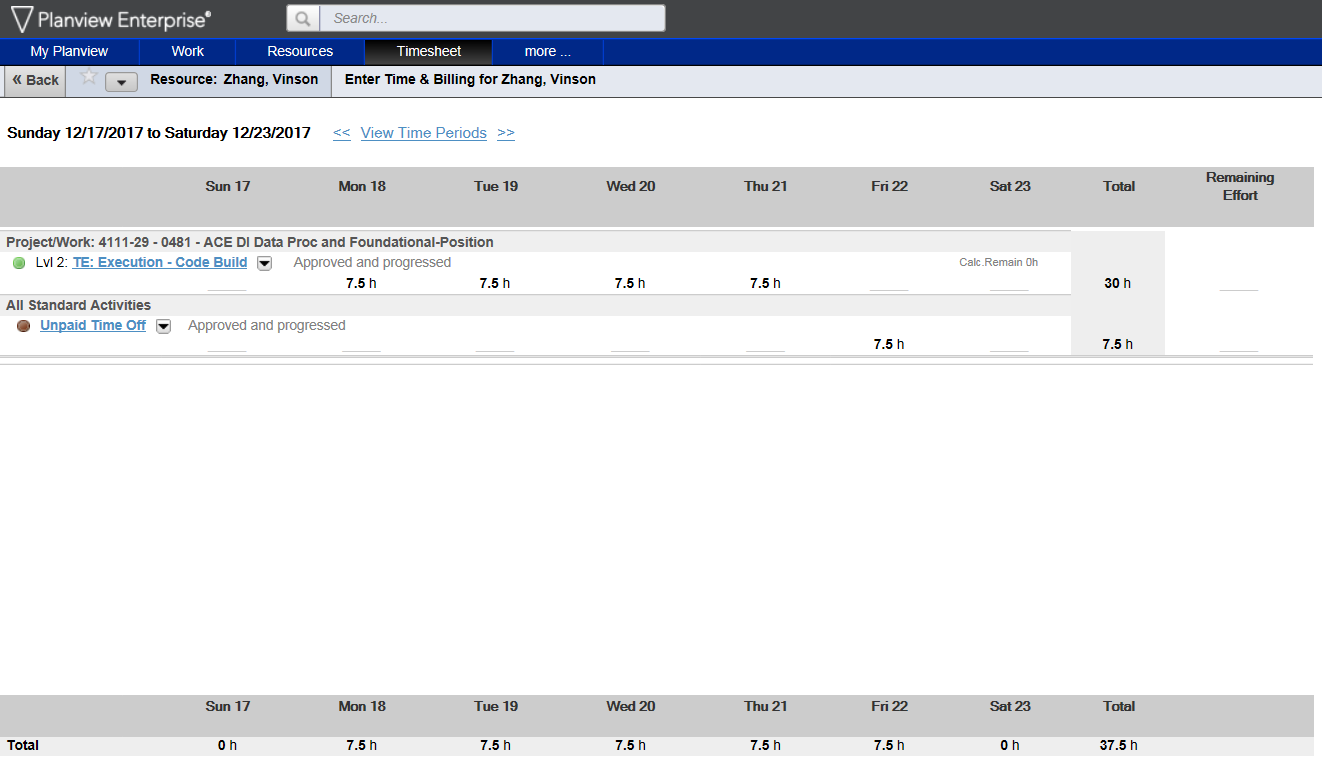 Planview Enterprise®
Search...
My Planview Work Resources Timesheet more ...
« Back Resource: Zhang, Vinson Enter Time & Billing for Zhang, Vinson
Sunday 12/17/2017 to Saturday 12/23/2017 << View Time Periods >>
Sun 17 Mon 18 Tue 19 Wed 20 Thu 21 Fri 22 Sat 23 Total Remaining Effort
Project/Work: 4111-29 - 0481 - ACE DI Data Proc and Foundational-Position
Lvl 2: TE: Execution - Code Build Approved and progressed Calc.Remain 0h
7.5 h 7.5 h 7.5 h 7.5 h 30 h
All Standard Activities
Unpaid Time Off Approved and progressed
7.5 h 7.5 h
Sun 17 Mon 18 Tue 19 Wed 20 Thu 21 Fri 22 Sat 23 Total
Total 0 h 7.5 h 7.5 h 7.5 h 7.5 h 7.5 h 0 h 37.5 h